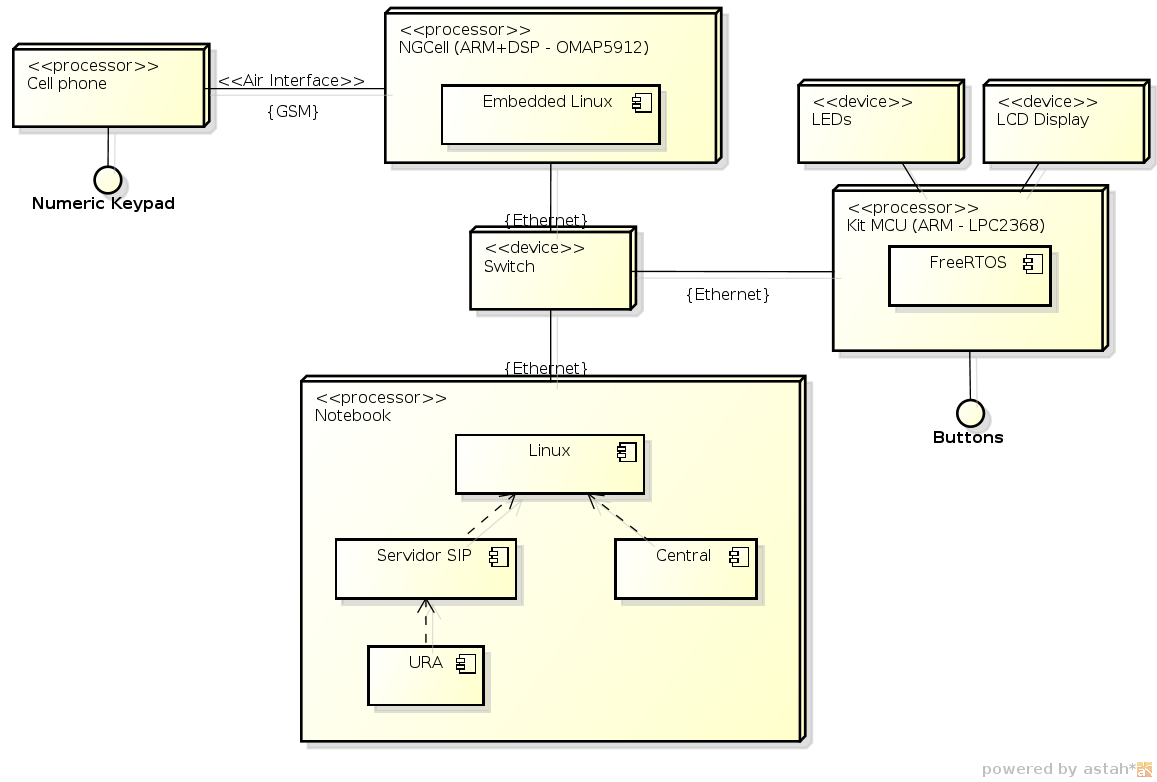 <<processor>>
NGCell (ARM+DSP - OMAP5912)
Embedded Linux
<<processor>>
Cell phone
<<Air Interface>>
{GSM}
Numeric Keypad
<<device>>
LEDs
<<device>>
LCD Display
<<processor>>
Kit MCU (ARM - LPC2368)
FreeRTOS
{Ethernet}
<<device>>
Switch
{Ethernet}
{Ethernet}
Buttons
<<processor>>
Notebook
Linux
Servidor SIP
Central
URA
powered by astah*